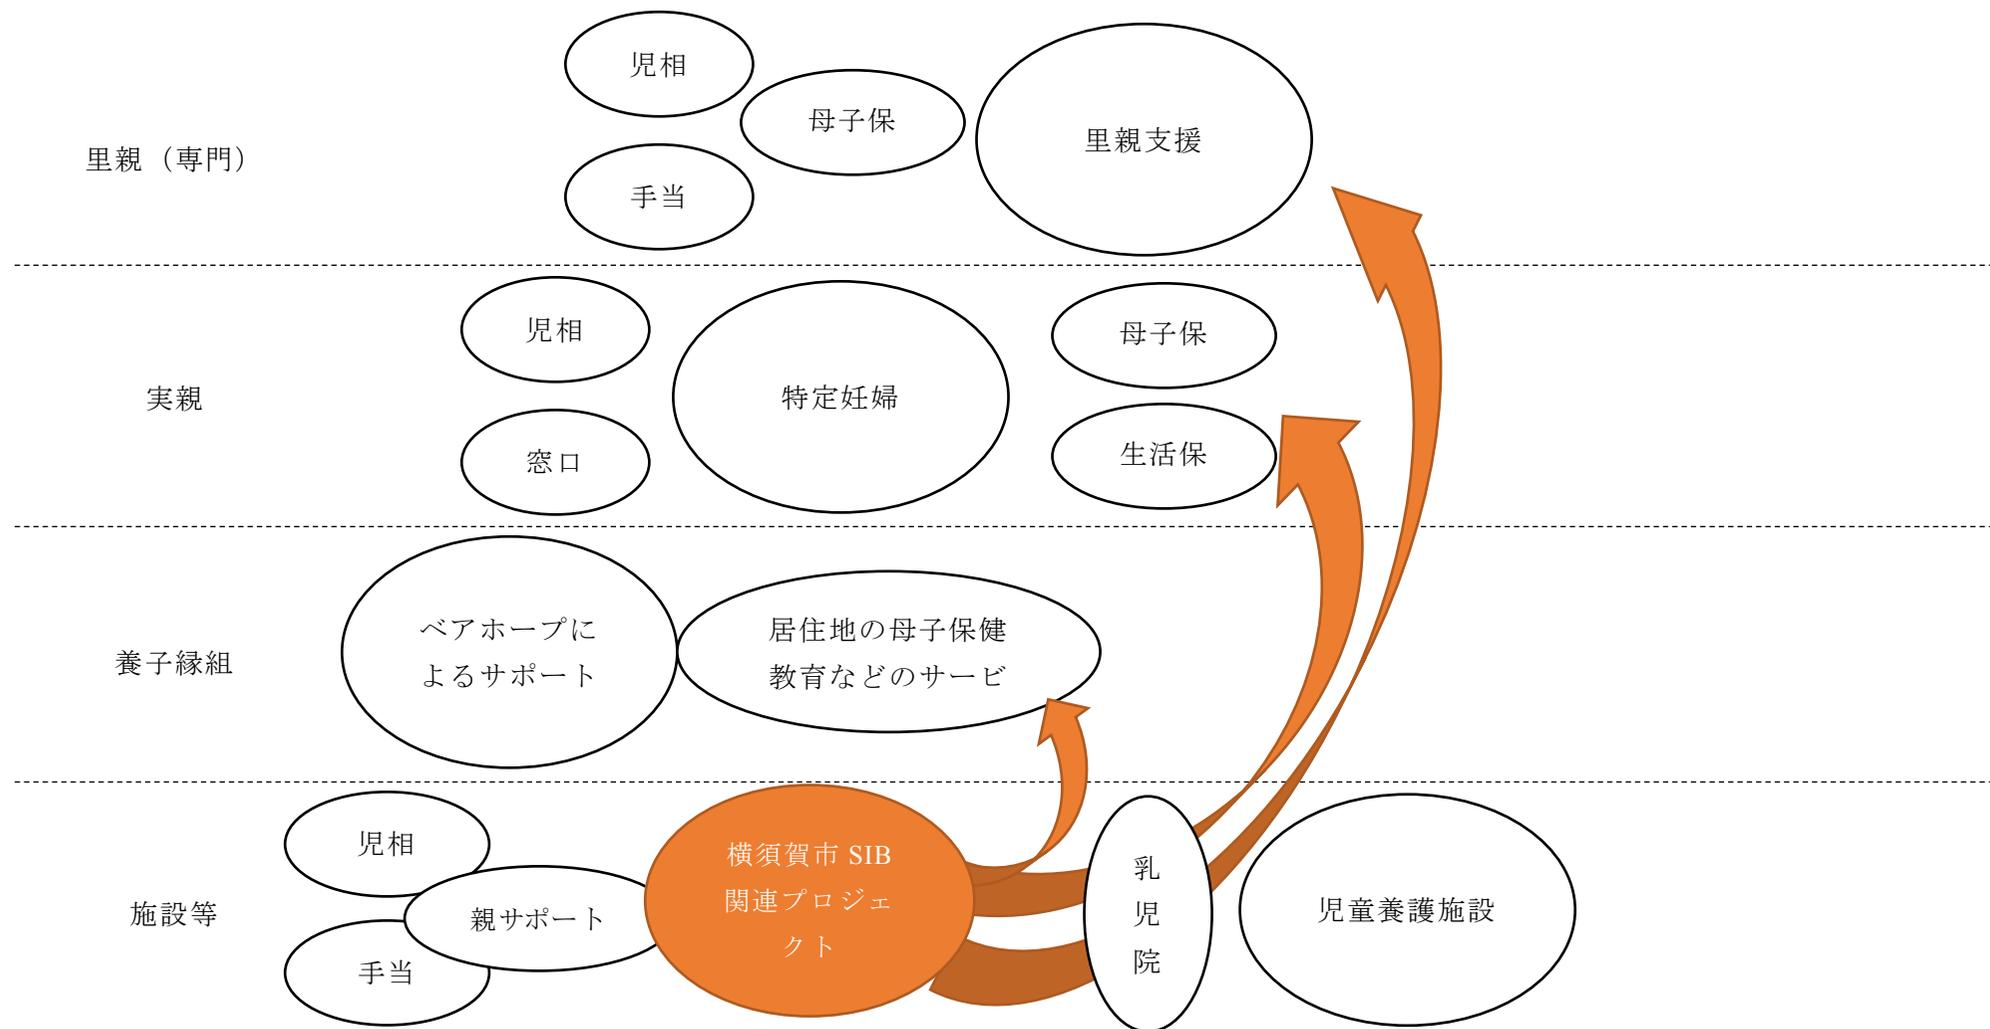 児相
母子保
里親支援
里親（専門）
手当
児相
母子保
実親
特定妊婦
窓口
生活保
ベアホープに
よるサポート
居住地の母子保健
教育などのサービ
養子縁組
児相
施設等
手当
親サポート
横須賀市 SIB
関連プロジェ
クト
乳
児
院
児童養護施設